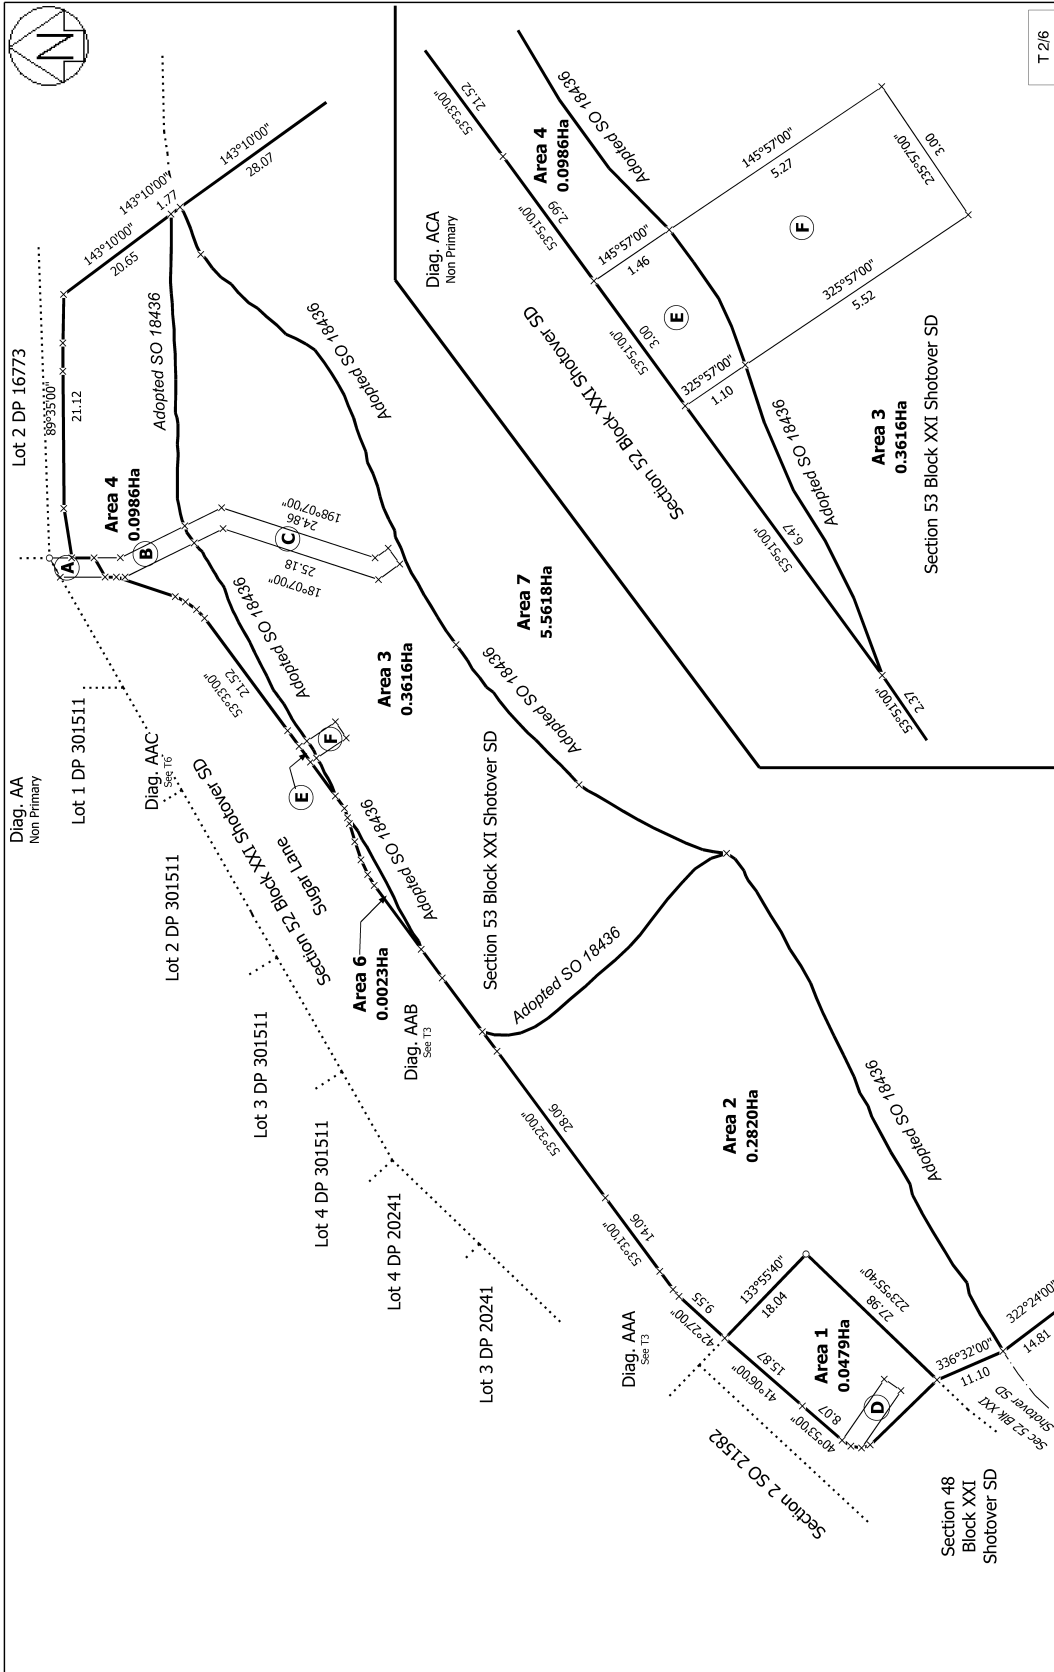 N
T 2/6
Diag. AA
Non Primary
Lot 2 DP 16773
89°35'00"
21.12
143°10'00"
20.65
143°10'00"
1.77
143°10'00"
28.07
Lot 1 DP 301511
Diag. AAC
See T6
Lot 2 DP 301511
Lot 3 DP 301511
Lot 4 DP 301511
Lot 4 DP 20241
Lot 3 DP 20241
Section 52 Block XXI Shotover SD
Sugar Lane
A
B
C
Area 4
0.0986Ha
Adopted SO 18436
198°07'00"
24.86
25.18
18°07'00"
53°33'00"
21.52
Adopted SO 18436
Adopted SO 18436
E
F
Area 3
0.3616Ha
Adopted SO 18436
Area 6
0.0023Ha
Diag. AAB
See T3
Section 53 Block XXI Shotover SD
Area 7
5.5618Ha
Adopted SO 18436
Adopted SO 18436
53°32'00"
28.06
53°31'00"
14.06
42°27'00"
9.55
Area 2
0.2820Ha
Adopted SO 18436
Diag. AAA
See T3
133°55'40"
18.04
41°06'00"
15.87
40°53'00"
8.07
Area 1
0.0479Ha
D
223°55'40"
27.98
336°32'00"
11.10
322°24'00"
14.81
Sec 52 Blk XXI
Shotover SD
Section 2 SO 21582
Section 48
Block XXI
Shotover SD
Diag. ACA
Non Primary
53°33'00"
21.52
Area 4
0.0986Ha
Adopted SO 18436
53°51'00"
2.99
145°57'00"
1.46
145°57'00"
5.27
235°57'00"
3.00
F
325°57'00"
5.52
E
53°51'00"
3.00
325°57'00"
1.10
Section 52 Block XXI Shotover SD
Adopted SO 18436
53°51'00"
6.47
53°51'00"
2.37
Area 3
0.3616Ha
Section 53 Block XXI Shotover SD